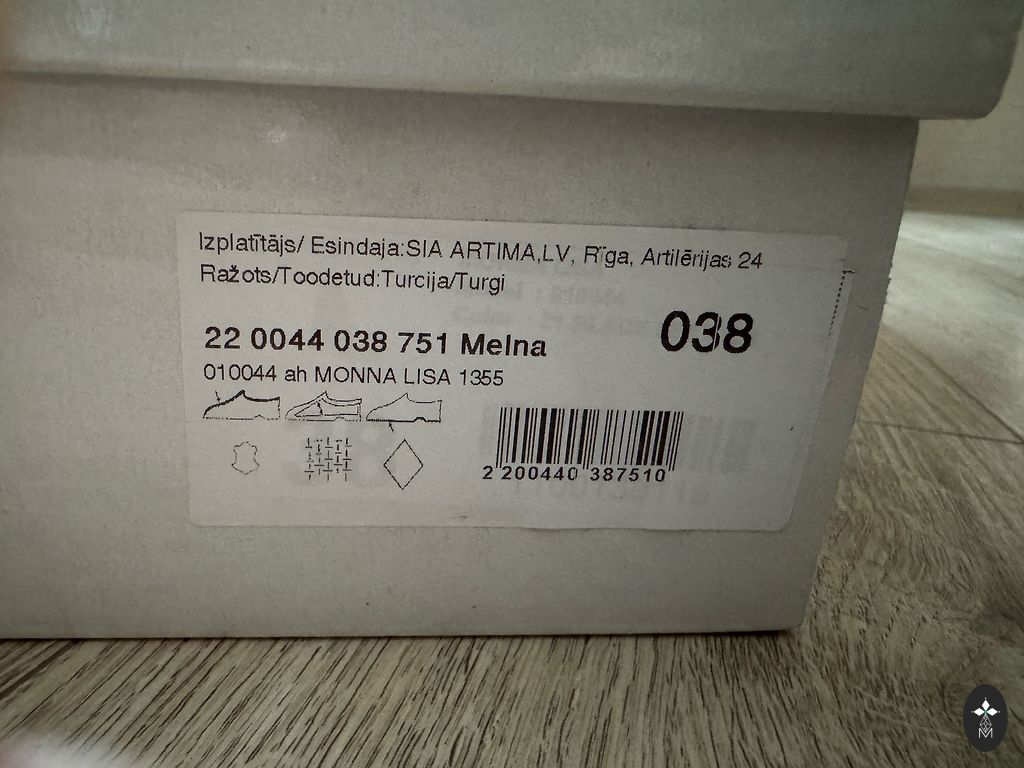 Izplatītājs/ Esindaja:SIA ARTIMA,LV, Rīga, Artilērijas 24
Ražots/Toodetud:Turcija/Turgi
22 0044 038 751 Melna
038
010044 ah MONNA LISA 1355
2 200440 387510
M